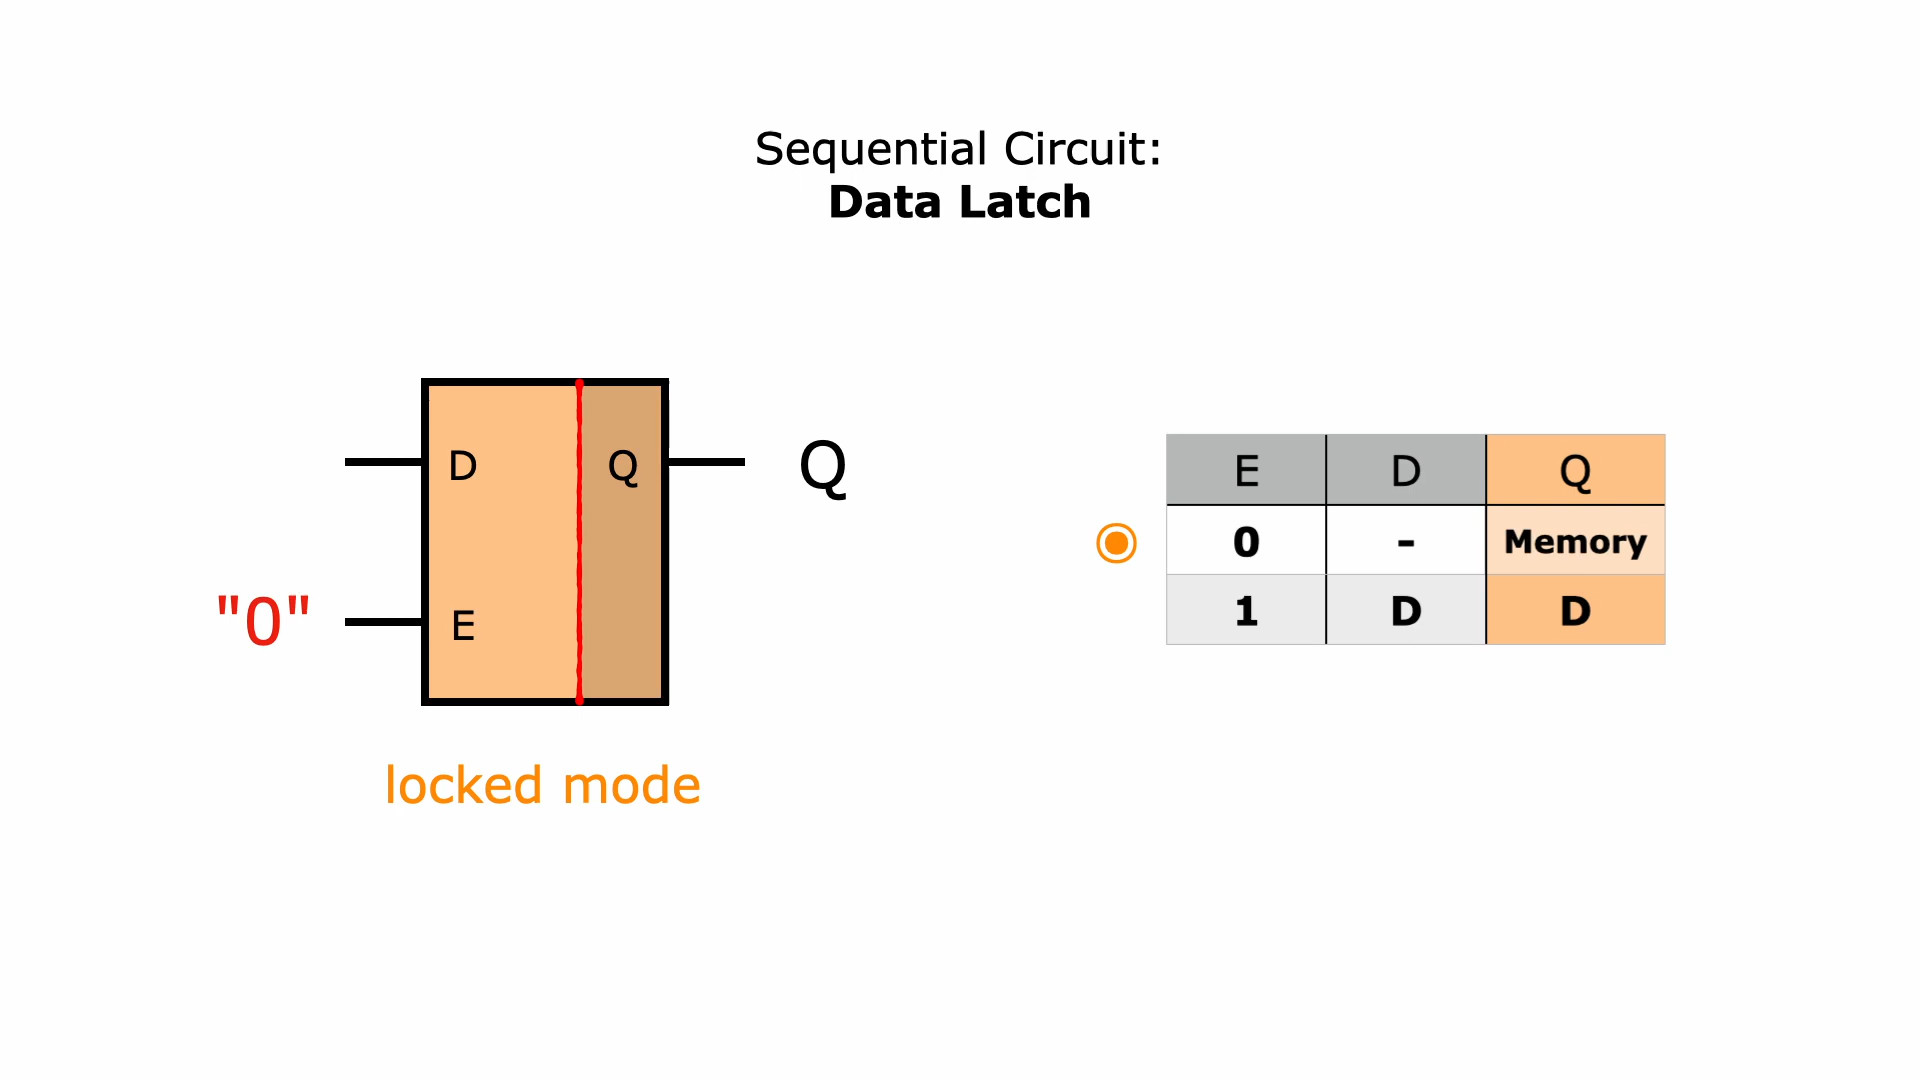 Sequential Circuit:
Data Latch
D
Q
Q
"0"
E
locked mode
E D Q
0 - Memory
1 D D